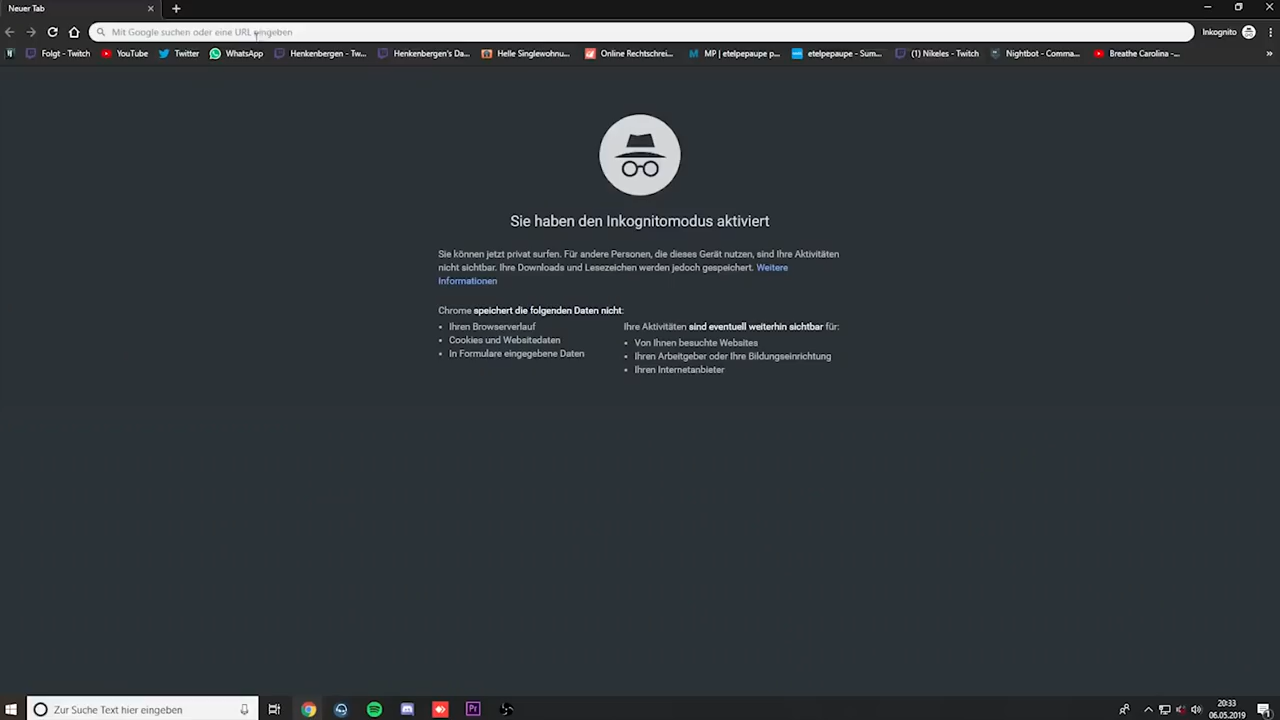 Neuer Tab
Mit Google suchen oder eine URL eingeben
Inkognito
Folgt - Twitch YouTube Twitter WhatsApp Henkenbergen - Tw... Henkenbergen's Da... Helle Singlewohnu... Online Rechtschrei... MP | etelpepaupe p... etelpepaupe - Sum... (1) Nikeles - Twitch Nightbot - Comma... Breathe Carolina -... »
Sie haben den Inkognitomodus aktiviert
Sie können jetzt privat surfen. Für andere Personen, die dieses Gerät nutzen, sind Ihre Aktivitäten
nicht sichtbar. Ihre Downloads und Lesezeichen werden jedoch gespeichert. Weitere
Informationen
Chrome speichert die folgenden Daten nicht:
• Ihren Browserverlauf
• Cookies und Websitedaten
• In Formulare eingegebene Daten
Ihre Aktivitäten sind eventuell weiterhin sichtbar für:
• Von Ihnen besuchte Websites
• Ihren Arbeitgeber oder Ihre Bildungseinrichtung
• Ihren Internetanbieter
Zur Suche Text hier eingeben
Pr
20:33
06.05.2019